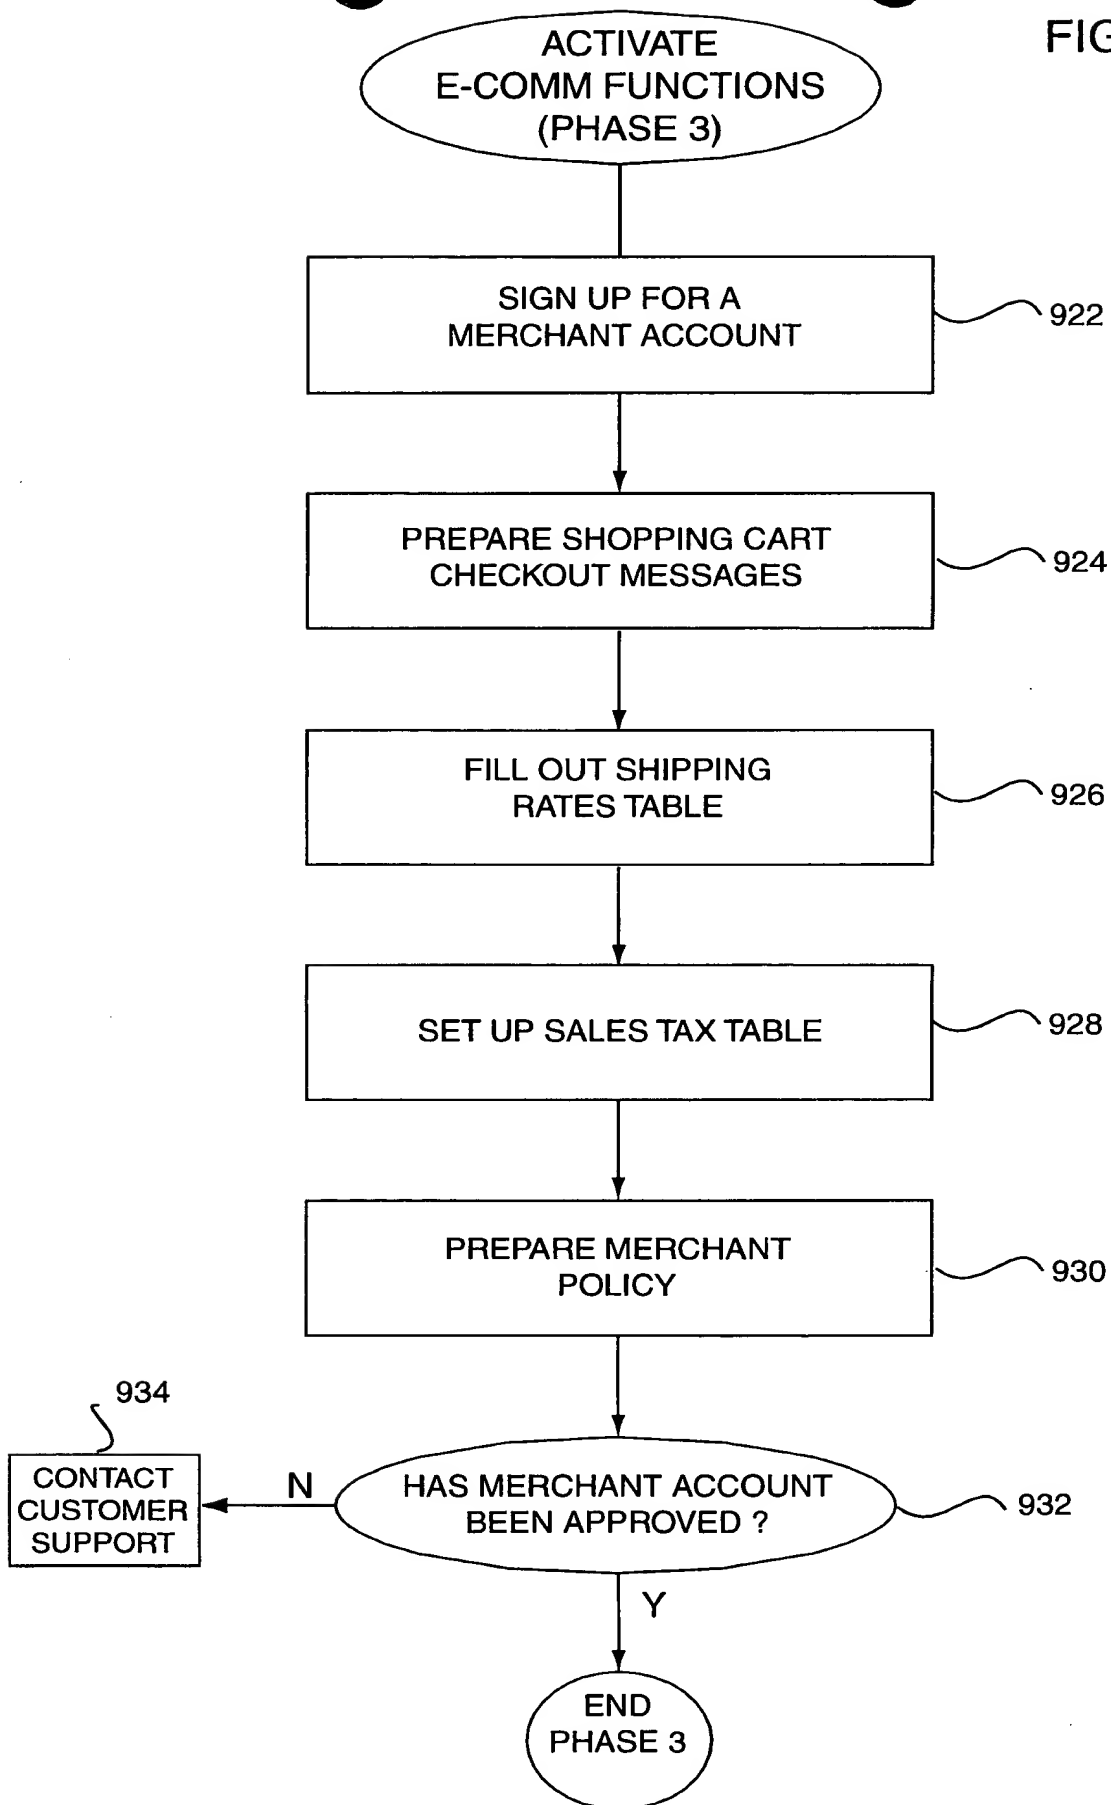 ACTIVATE
E-COMM FUNCTIONS
(PHASE 3)
FIG
SIGN UP FOR A
MERCHANT ACCOUNT
922
PREPARE SHOPPING CART
CHECKOUT MESSAGES
924
FILL OUT SHIPPING
RATES TABLE
926
SET UP SALES TAX TABLE
928
PREPARE MERCHANT
POLICY
930
934
CONTACT
CUSTOMER
SUPPORT
N
HAS MERCHANT ACCOUNT
BEEN APPROVED ?
932
Y
END
PHASE 3